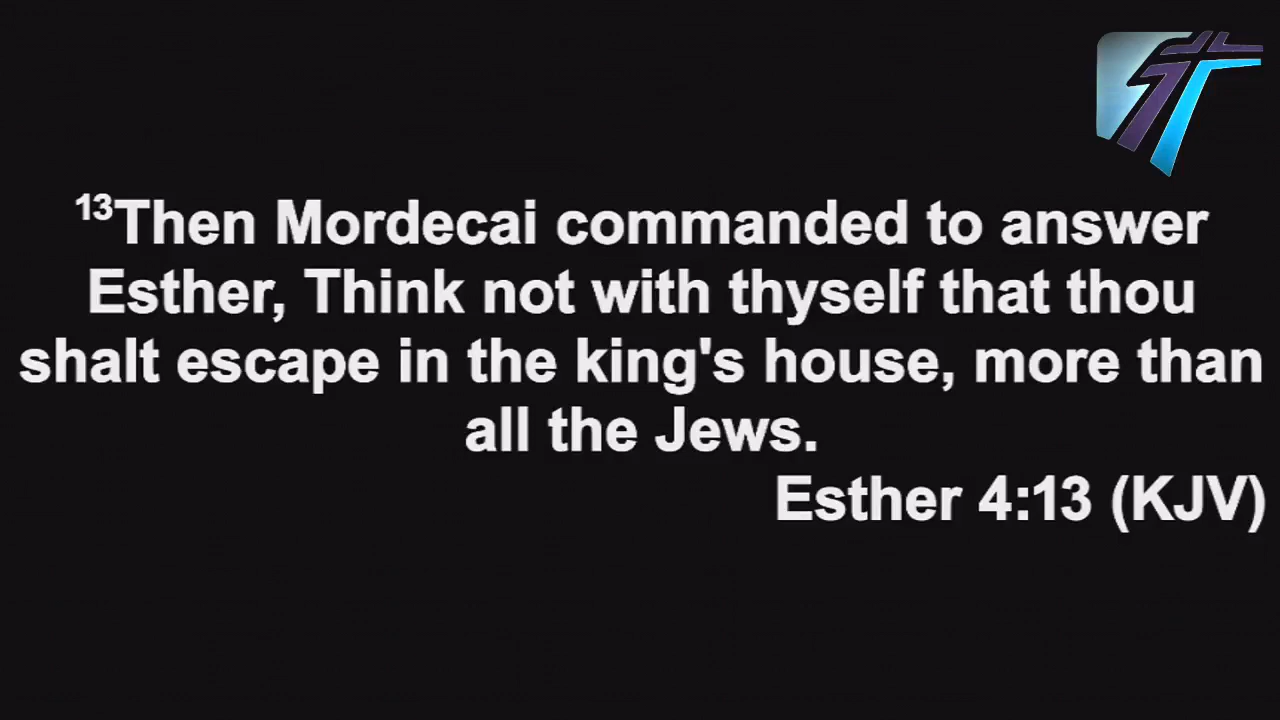 ¹³Then Mordecai commanded to answer
Esther, Think not with thyself that thou
shalt escape in the king's house, more than
all the Jews.
Esther 4:13 (KJV)